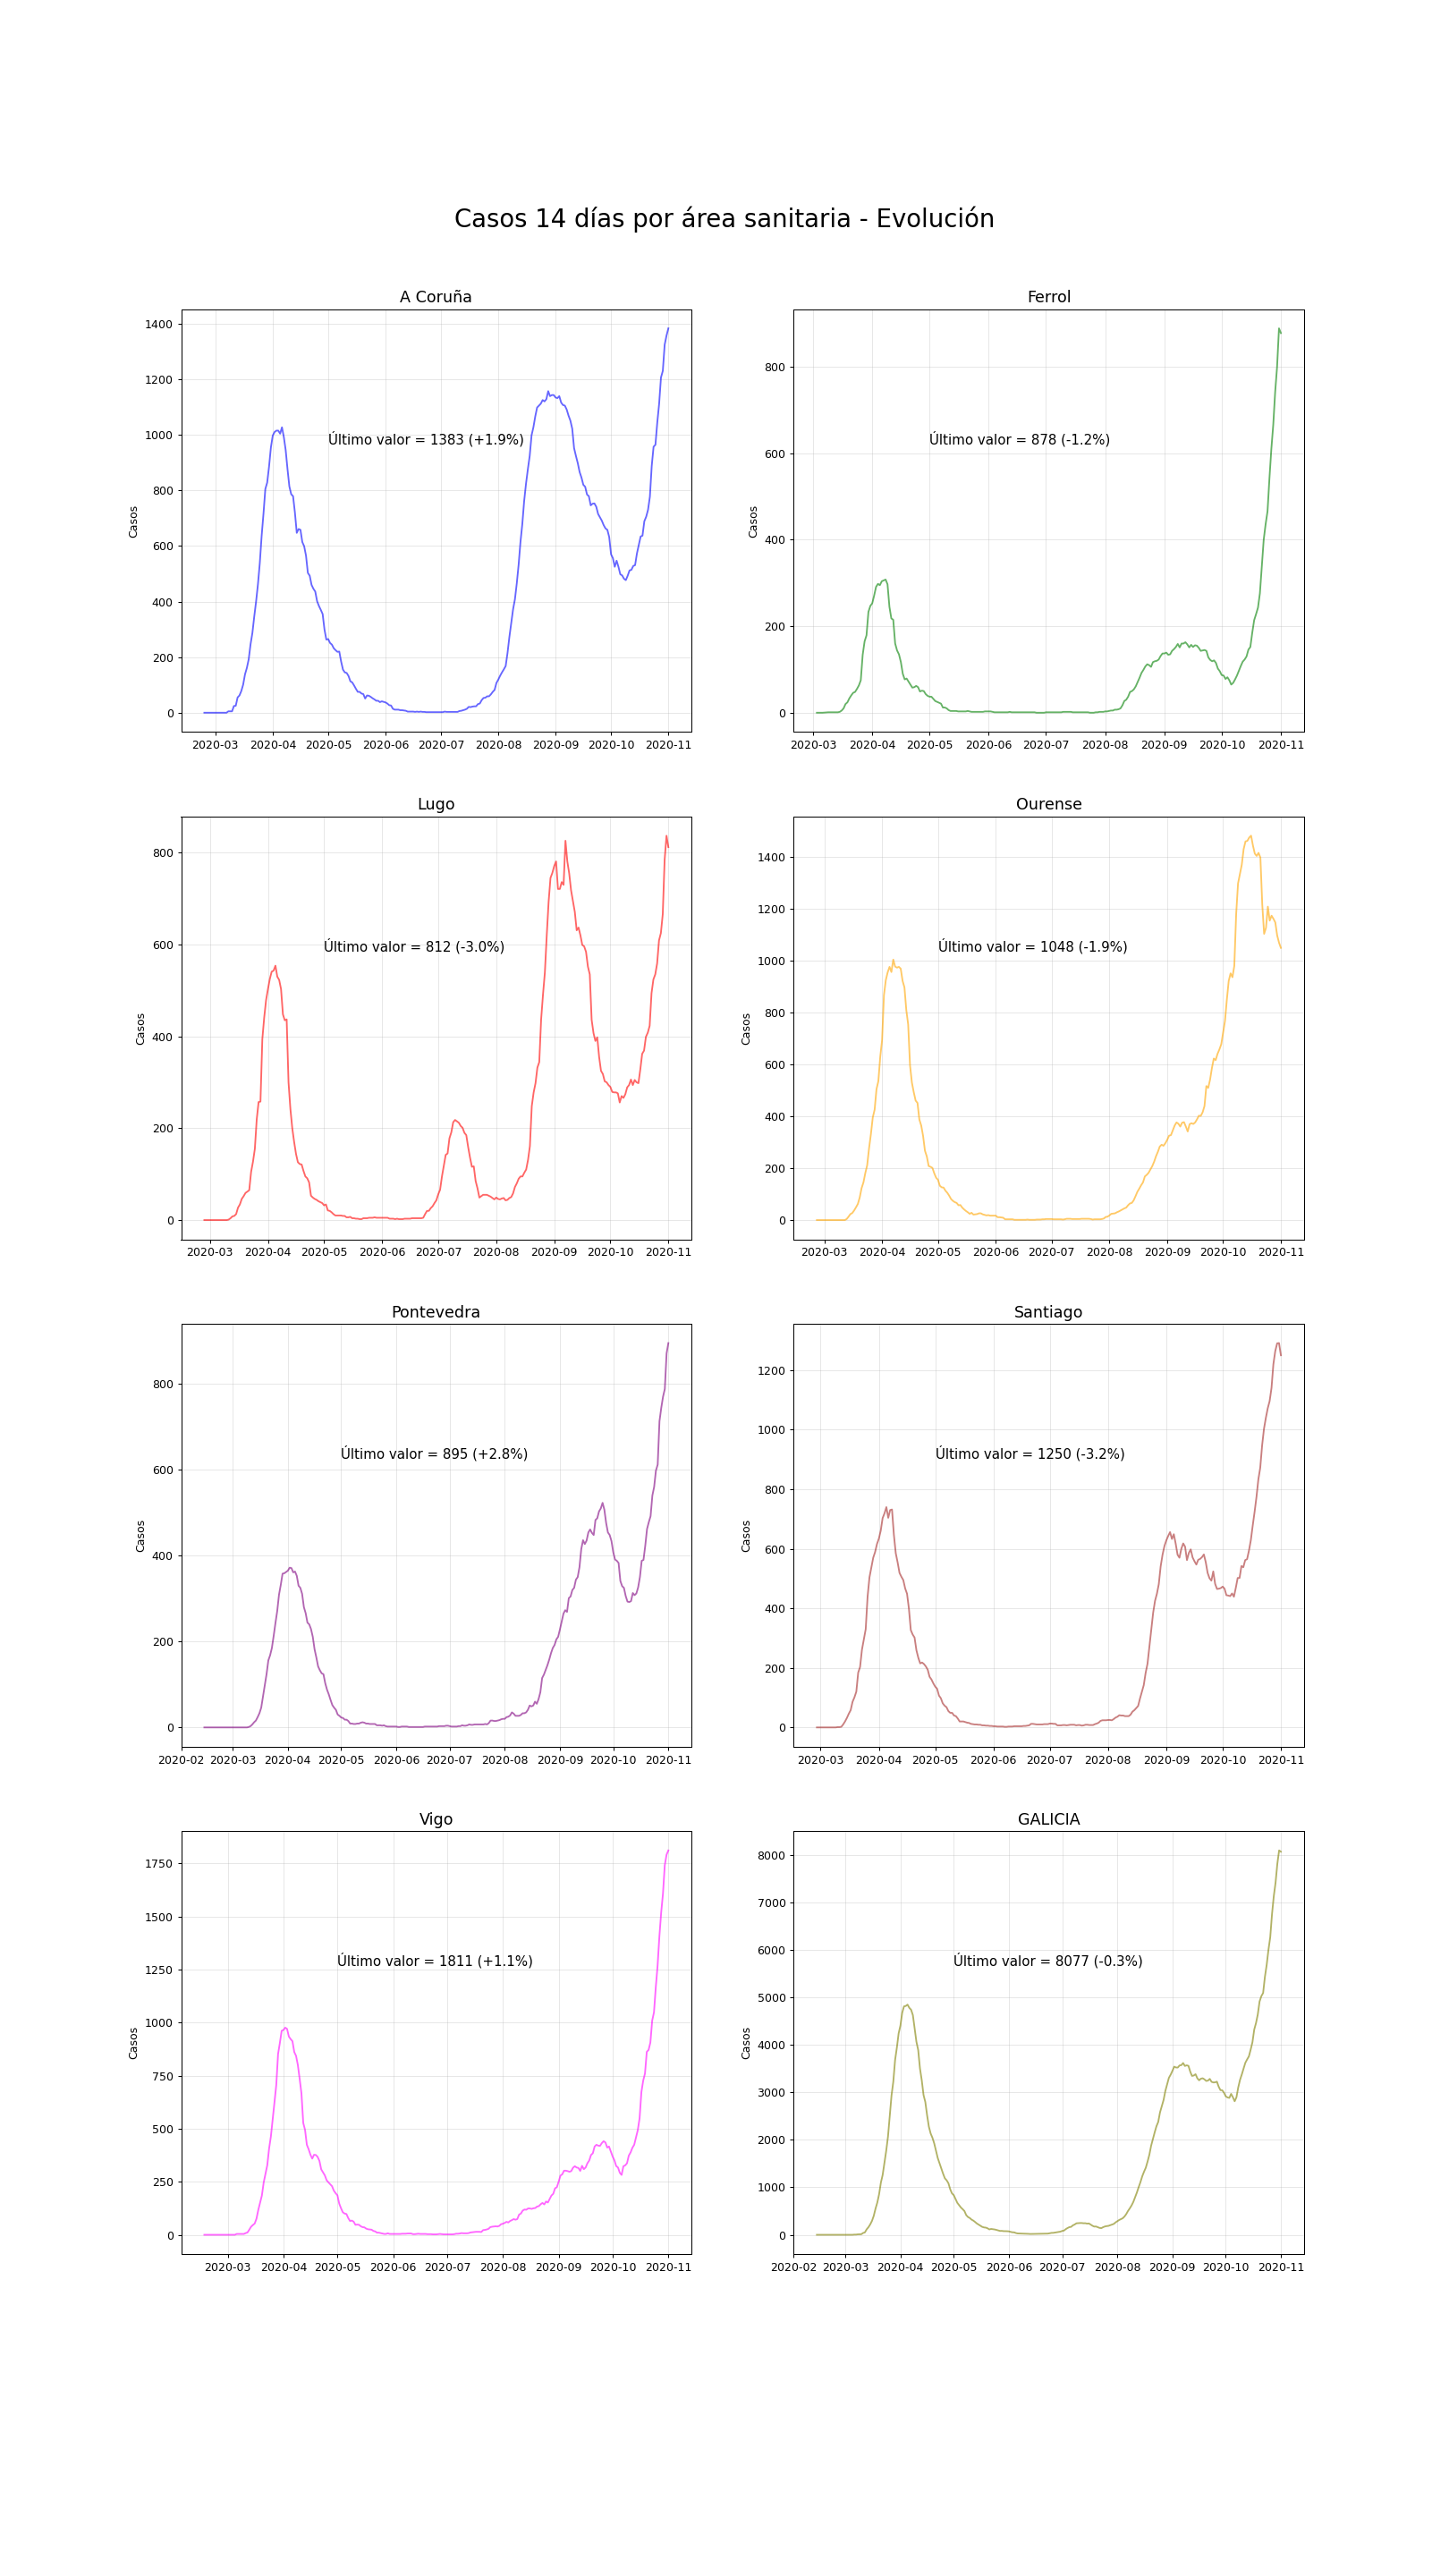 Casos 14 días por área sanitaria - Evolución
A Coruña
1400
1200
1000
800
600
400
200
0
Casos
Último valor = 1383 (+1.9%)
2020-03 2020-04 2020-05 2020-06 2020-07 2020-08 2020-09 2020-10 2020-11
Ferrol
800
600
400
200
0
Casos
Último valor = 878 (-1.2%)
2020-03 2020-04 2020-05 2020-06 2020-07 2020-08 2020-09 2020-10 2020-11
Lugo
800
600
400
200
0
Casos
Último valor = 812 (-3.0%)
2020-03 2020-04 2020-05 2020-06 2020-07 2020-08 2020-09 2020-10 2020-11
Ourense
1400
1200
1000
800
600
400
200
0
Casos
Último valor = 1048 (-1.9%)
2020-03 2020-04 2020-05 2020-06 2020-07 2020-08 2020-09 2020-10 2020-11
Pontevedra
800
600
400
200
0
Casos
Último valor = 895 (+2.8%)
2020-02 2020-03 2020-04 2020-05 2020-06 2020-07 2020-08 2020-09 2020-10 2020-11
Santiago
1200
1000
800
600
400
200
0
Casos
Último valor = 1250 (-3.2%)
2020-03 2020-04 2020-05 2020-06 2020-07 2020-08 2020-09 2020-10 2020-11
Vigo
1750
1500
1250
1000
750
500
250
0
Casos
Último valor = 1811 (+1.1%)
2020-03 2020-04 2020-05 2020-06 2020-07 2020-08 2020-09 2020-10 2020-11
GALICIA
8000
7000
6000
5000
4000
3000
2000
1000
0
Casos
Último valor = 8077 (-0.3%)
2020-02 2020-03 2020-04 2020-05 2020-06 2020-07 2020-08 2020-09 2020-10 2020-11